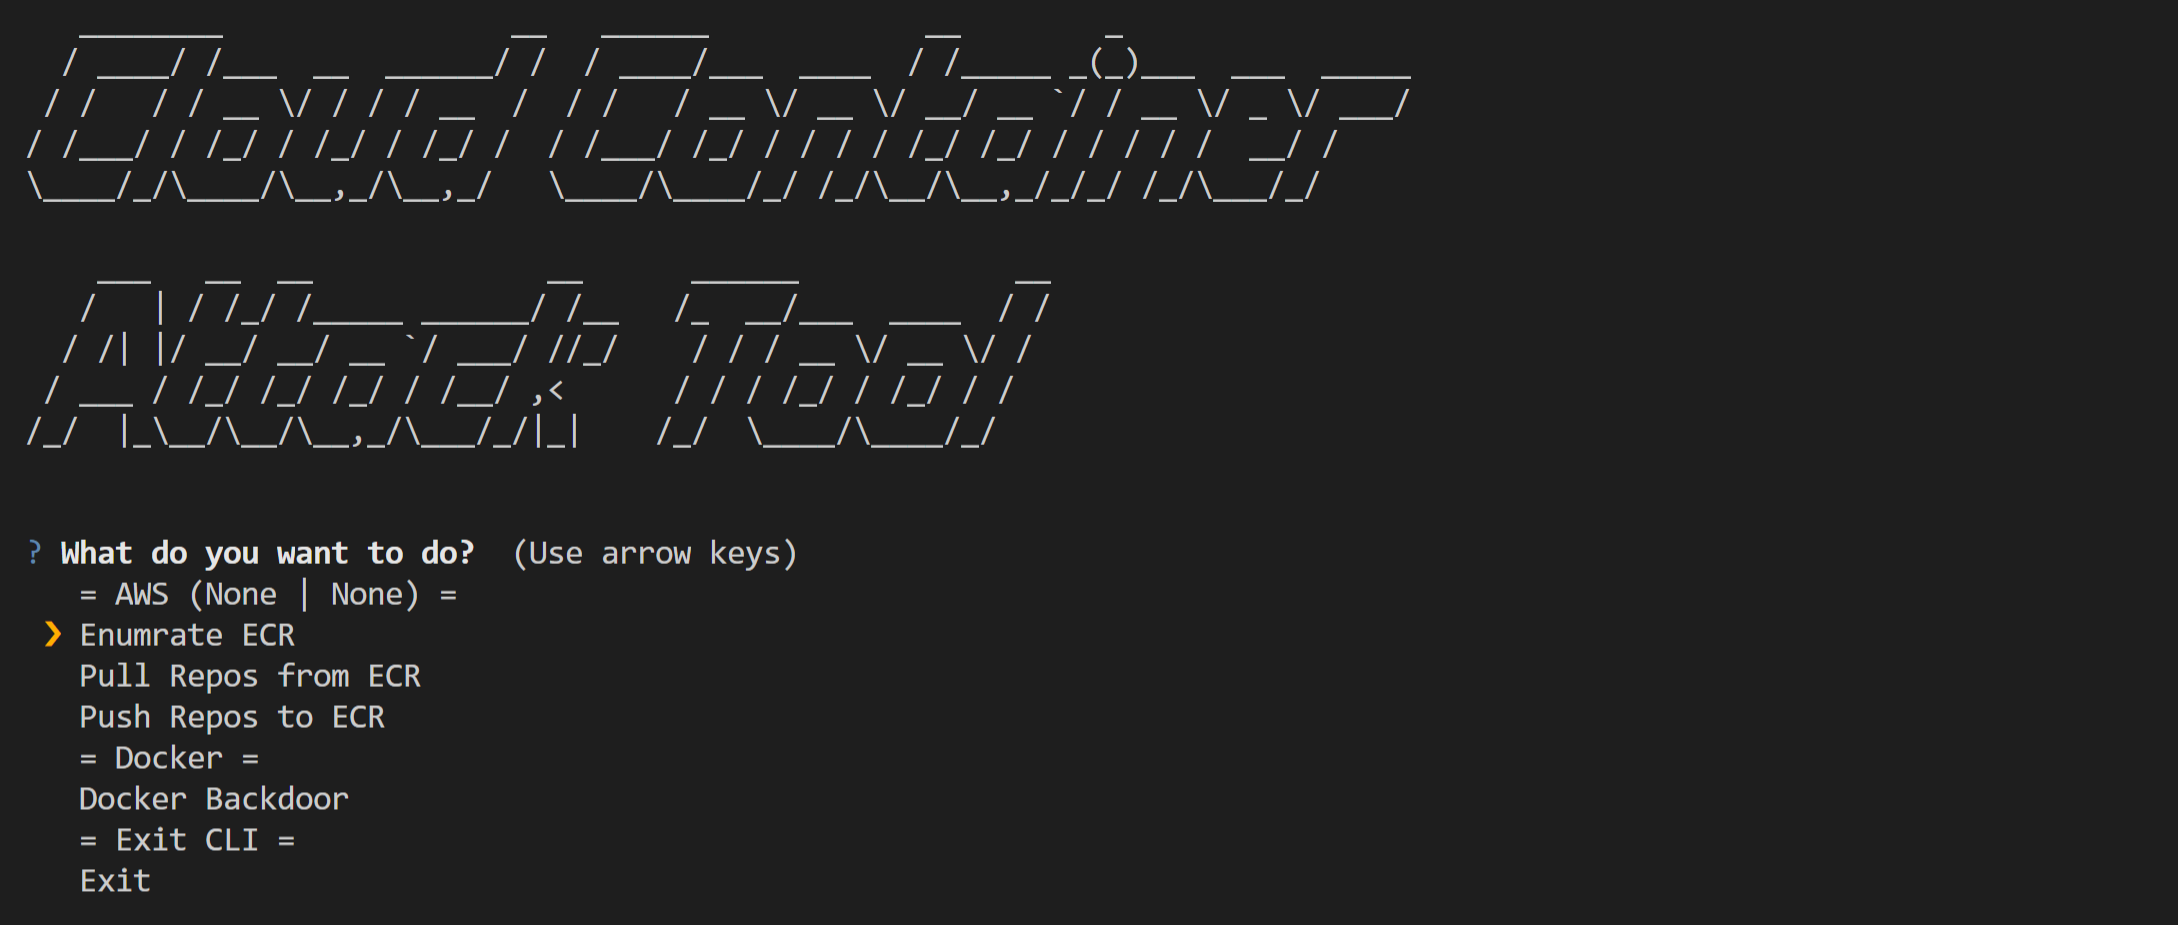 Cloud Container
Attack Tool
? What do you want to do? (Use arrow keys)
= AWS (None | None) =
❯ Enumrate ECR
Pull Repos from ECR
Push Repos to ECR
= Docker =
Docker Backdoor
= Exit CLI =
Exit